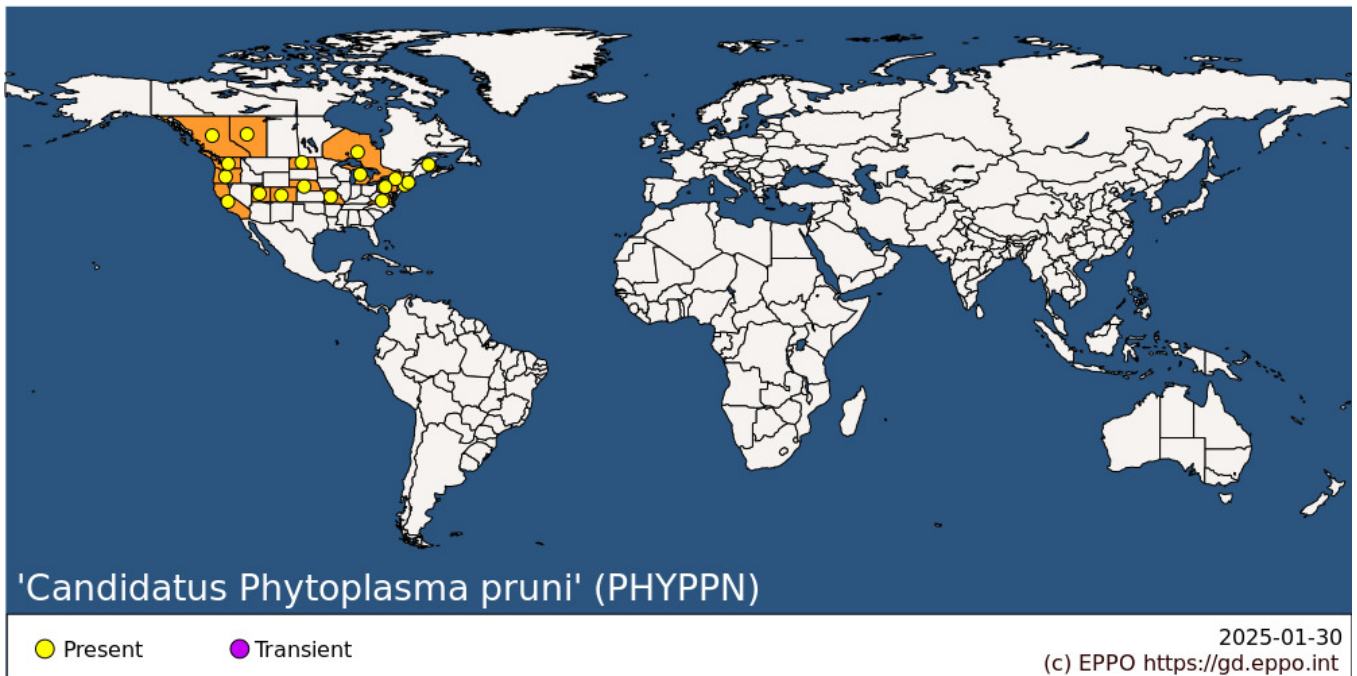 'Candidatus Phytoplasma pruni' (PHYPPN)
Present
Transient
2025-01-30
(c) EPPO https://gd.eppo.int